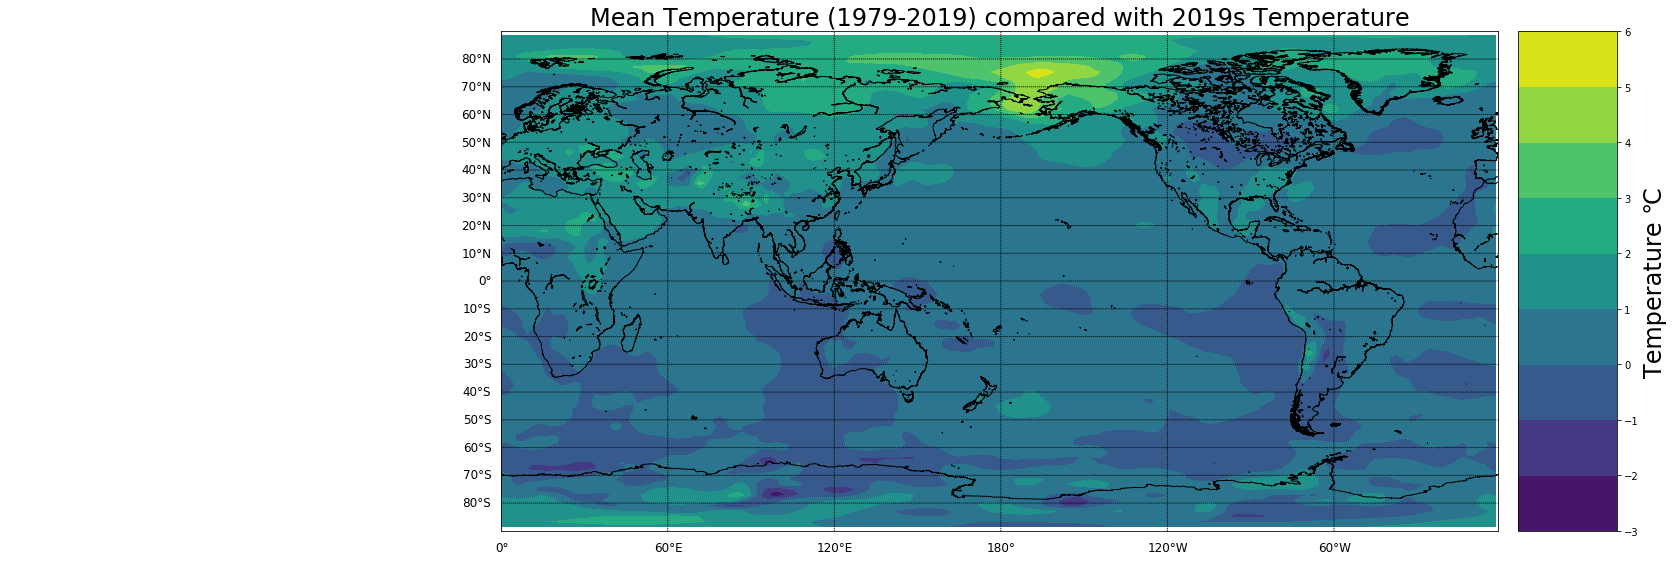 Mean Temperature (1979-2019) compared with 2019s Temperature
80°N
70°N
60°N
50°N
40°N
30°N
20°N
10°N
0°
10°S
20°S
30°S
40°S
50°S
60°S
70°S
80°S
0°
60°E
120°E
180°
120°W
60°W
6
5
4
3
2
1
0
−1
−2
−3
Temperature °C